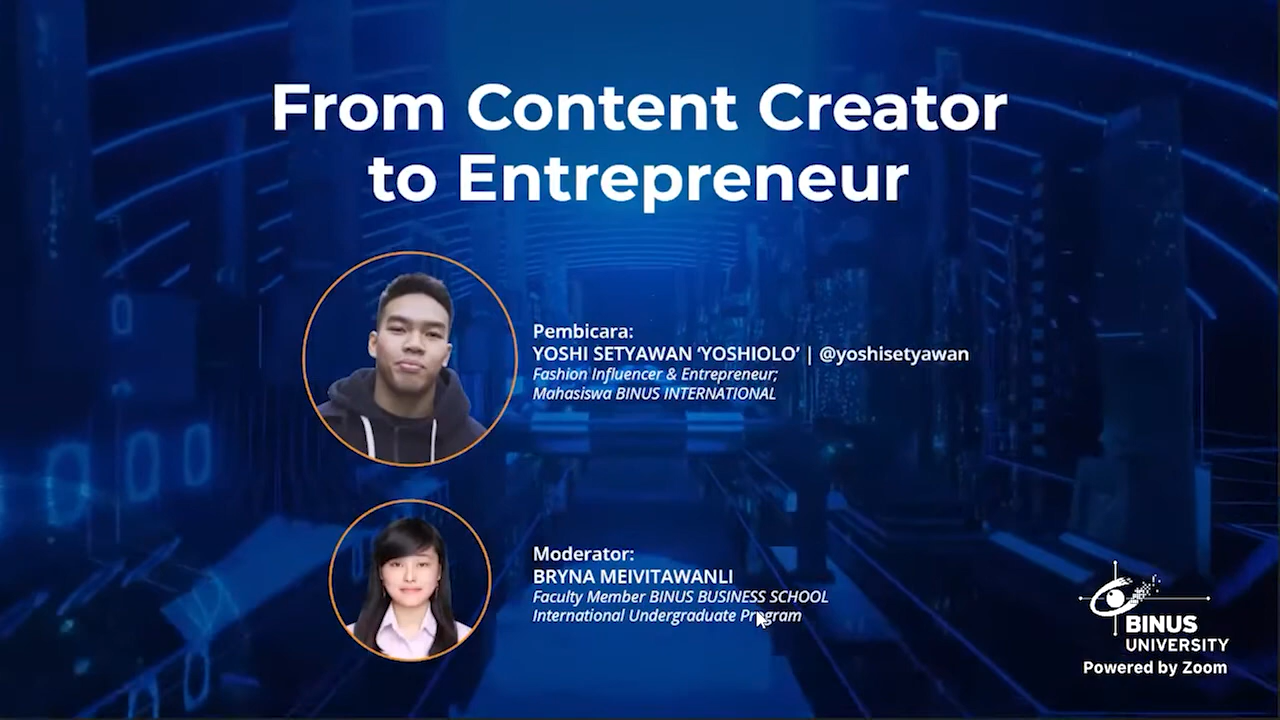 From Content Creator
to Entrepreneur
Pembicara:
YOSHI SETYAWAN ‘YOSHIOLO’ | @yoshisetyawan
Fashion Influencer & Entrepreneur;
Mahasiswa BINUS INTERNATIONAL
Moderator:
BRYNA MEIVITAWANLI
Faculty Member BINUS BUSINESS SCHOOL
International Undergraduate Program
BINUS
UNIVERSITY
Powered by Zoom